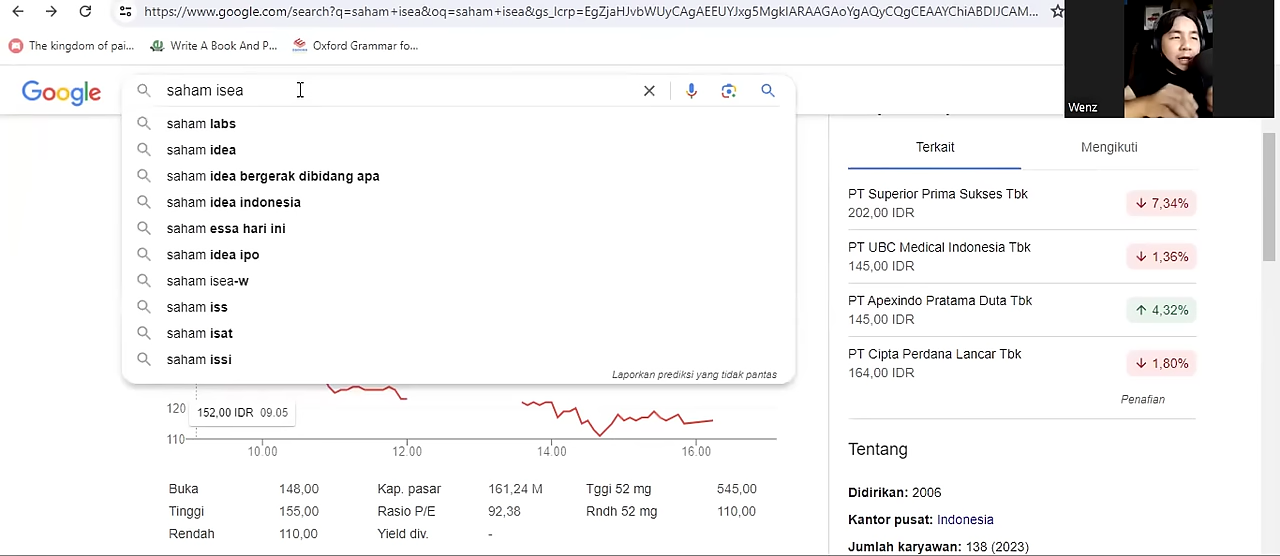 https://www.google.com/search?q=saham+isea&oq=saham+isea&gs_lcrp=EgZjaHJvbWUyCAgAEEUYJxg5MgkIARAAGAoYgAQyCQgCEAAYChiABDIJCAM...
The kingdom of pai...
Write A Book And P...
Oxford Grammar fo...
Wenz
Google
saham isea
saham labs
saham idea
saham idea bergerak dibidang apa
saham idea indonesia
saham essa hari ini
saham idea ipo
saham isea-w
saham iss
saham isat
saham issi
Laporkan prediksi yang tidak pantas
120
152,00 IDR 09.05
110
10.00 12.00 14.00 16.00
Buka 148,00 Kap. pasar 161,24 M Tggi 52 mg 545,00
Tinggi 155,00 Rasio P/E 92,38 Rndh 52 mg 110,00
Rendah 110,00 Yield div. -
Terkait Mengikuti
PT Superior Prima Sukses Tbk
202,00 IDR
↓ 7,34%
PT UBC Medical Indonesia Tbk
145,00 IDR
↓ 1,36%
PT Apexindo Pratama Duta Tbk
145,00 IDR
↑ 4,32%
PT Cipta Perdana Lancar Tbk
164,00 IDR
↓ 1,80%
Penafian
Tentang
Didirikan: 2006
Kantor pusat: Indonesia
Jumlah karyawan: 138 (2023)